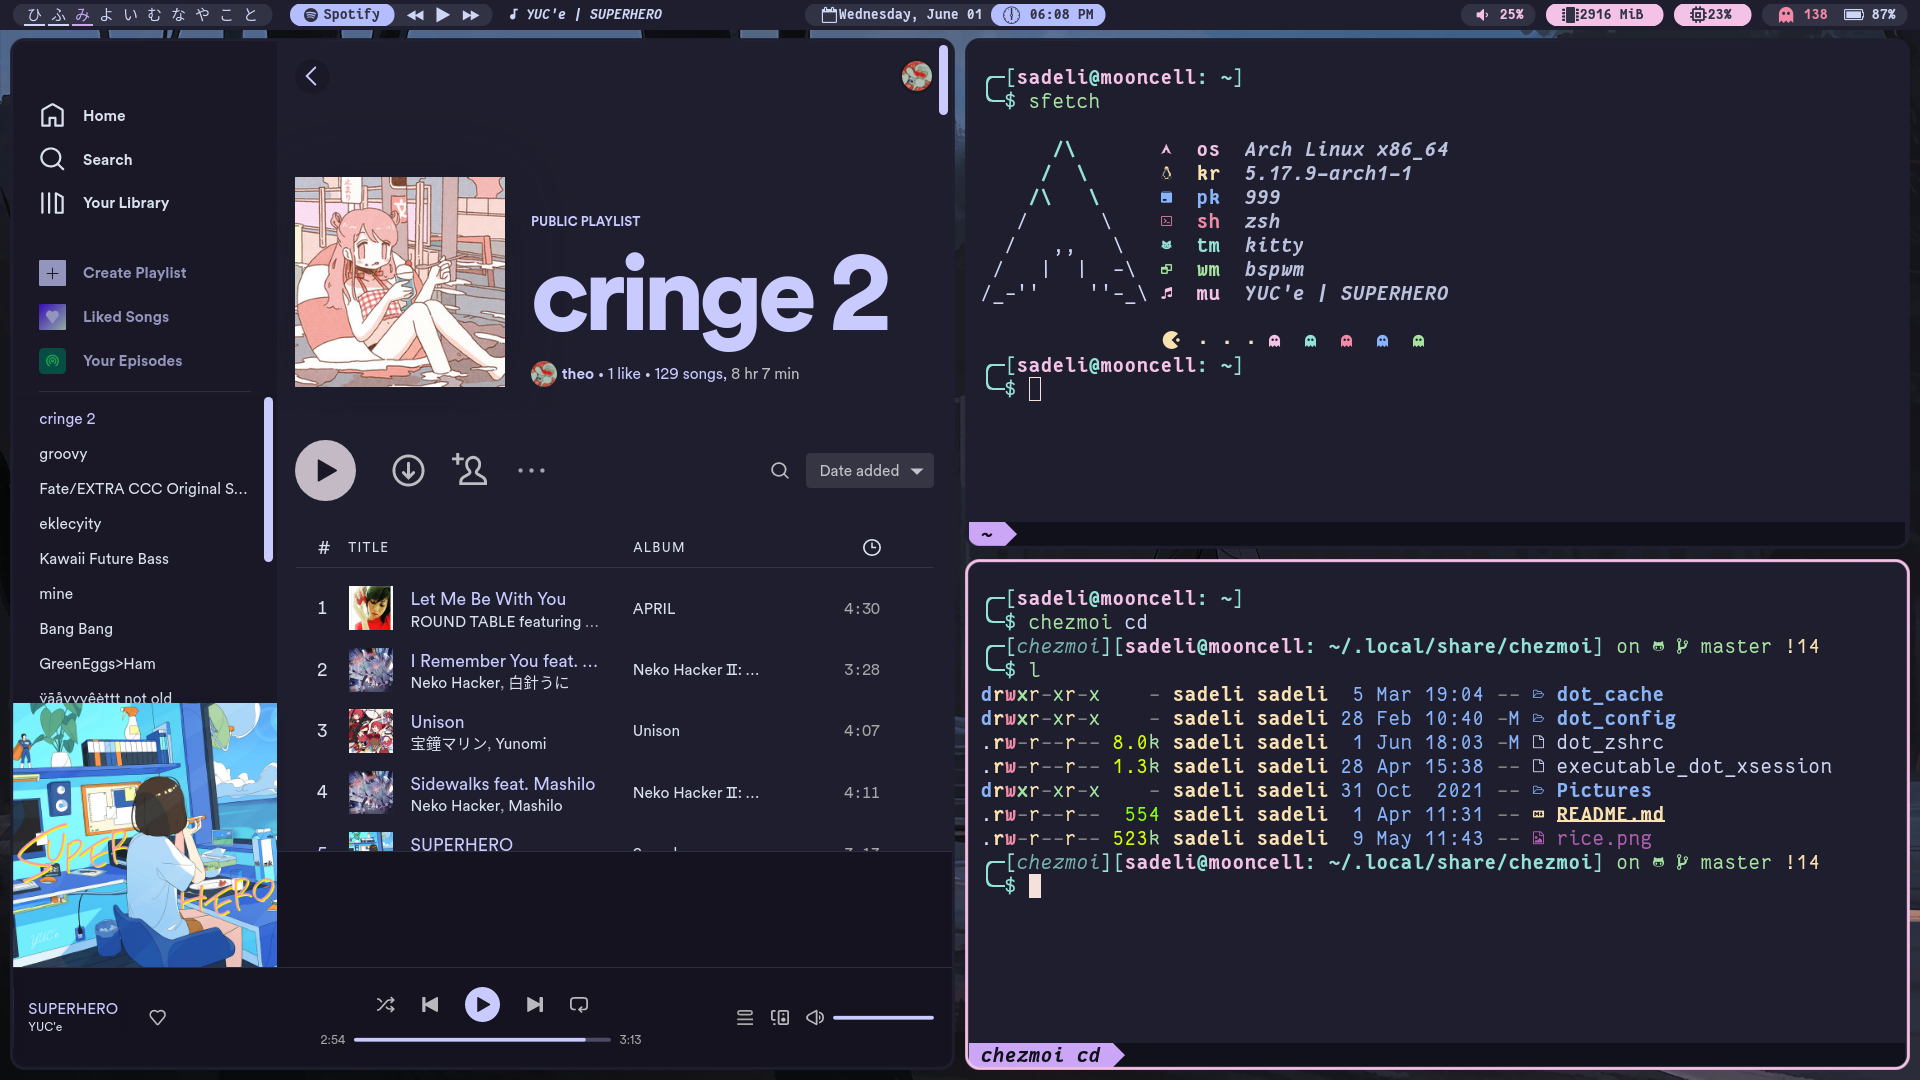 ひ ふ み よ い む な や こ と
Spotify
YUC'e | SUPERHERO
Wednesday, June 01
06:08 PM
25%
2916 MiB
23%
138
87%
Home
Search
Your Library
Create Playlist
Liked Songs
Your Episodes
cringe 2
groovy
Fate/EXTRA CCC Original S...
eklecyity
Kawaii Future Bass
mine
Bang Bang
GreenEggs>Ham
PUBLIC PLAYLIST
cringe 2
theo • 1 like • 129 songs, 8 hr 7 min
Date added
# TITLE ALBUM
1 Let Me Be With You APRIL 4:30
ROUND TABLE featuring ...
2 I Remember You feat. ... Neko Hacker Ⅱ: ... 3:28
Neko Hacker, 白針うに
3 Unison Unison 4:07
宝鐘マリン, Yunomi
4 Sidewalks feat. Mashilo Neko Hacker Ⅱ: ... 4:11
Neko Hacker, Mashilo
SUPERHERO
SUPER
HERO
YUC'e
SUPERHERO
YUC'e
2:54
3:13
[sadeli@mooncell: ~]
$ sfetch
/\
/  \
/\   \
/      \
/   ,,   \
/   |  |  -\
/_-''    ''-_\
os Arch Linux x86_64
kr 5.17.9-arch1-1
pk 999
sh zsh
tm kitty
wm bspwm
mu YUC'e | SUPERHERO
. . .
[sadeli@mooncell: ~]
$
~
[sadeli@mooncell: ~]
$ chezmoi cd
[chezmoi][sadeli@mooncell: ~/.local/share/chezmoi] on master !14
$ l
drwxr-xr-x - sadeli sadeli 5 Mar 19:04 -- dot_cache
drwxr-xr-x - sadeli sadeli 28 Feb 10:40 -M dot_config
.rw-r--r-- 8.0k sadeli sadeli 1 Jun 18:03 -M dot_zshrc
.rw-r--r-- 1.3k sadeli sadeli 28 Apr 15:38 -- executable_dot_xsession
drwxr-xr-x - sadeli sadeli 31 Oct 2021 -- Pictures
.rw-r--r-- 554 sadeli sadeli 1 Apr 11:31 -- README.md
.rw-r--r-- 523k sadeli sadeli 9 May 11:43 -- rice.png
[chezmoi][sadeli@mooncell: ~/.local/share/chezmoi] on master !14
$
chezmoi cd